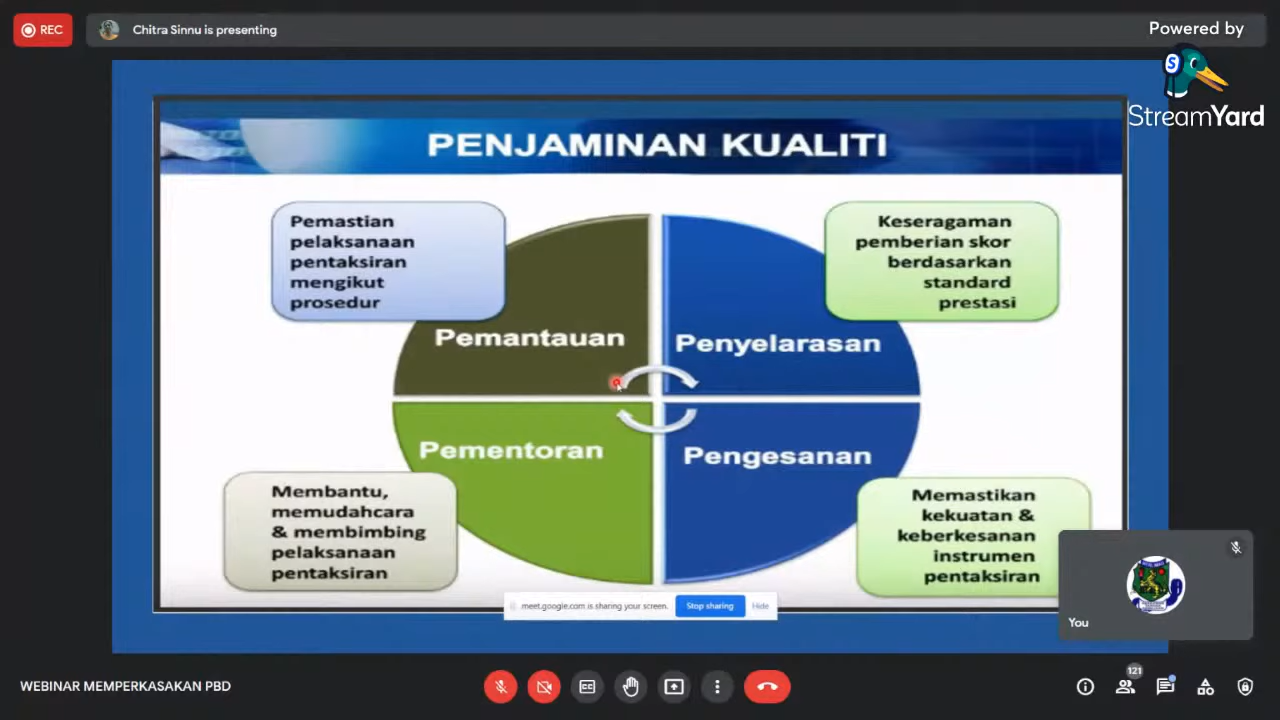 REC
Chitra Sinnu is presenting
Powered by
S
StreamYard
PENJAMINAN KUALITI
Pemastian
pelaksanaan
pentaksiran
mengikut
prosedur
Keseragaman
pemberian skor
berdasarkan
standard
prestasi
Pemantauan
Penyelarasan
Pementoran
Pengesanan
Membantu,
memudahcara
& membimbing
pelaksanaan
pentaksiran
Memastikan
kekuatan &
keberkesanan
instrumen
pentaksiran
meet.google.com is sharing your screen.
Stop sharing
Hide
You
WEBINAR MEMPERKASAKAN PBD
121